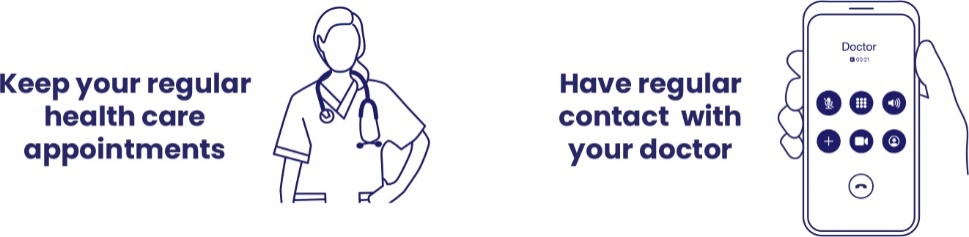 Keep your regular
health care
appointments
Have regular
contact with
your doctor
Doctor
00:21